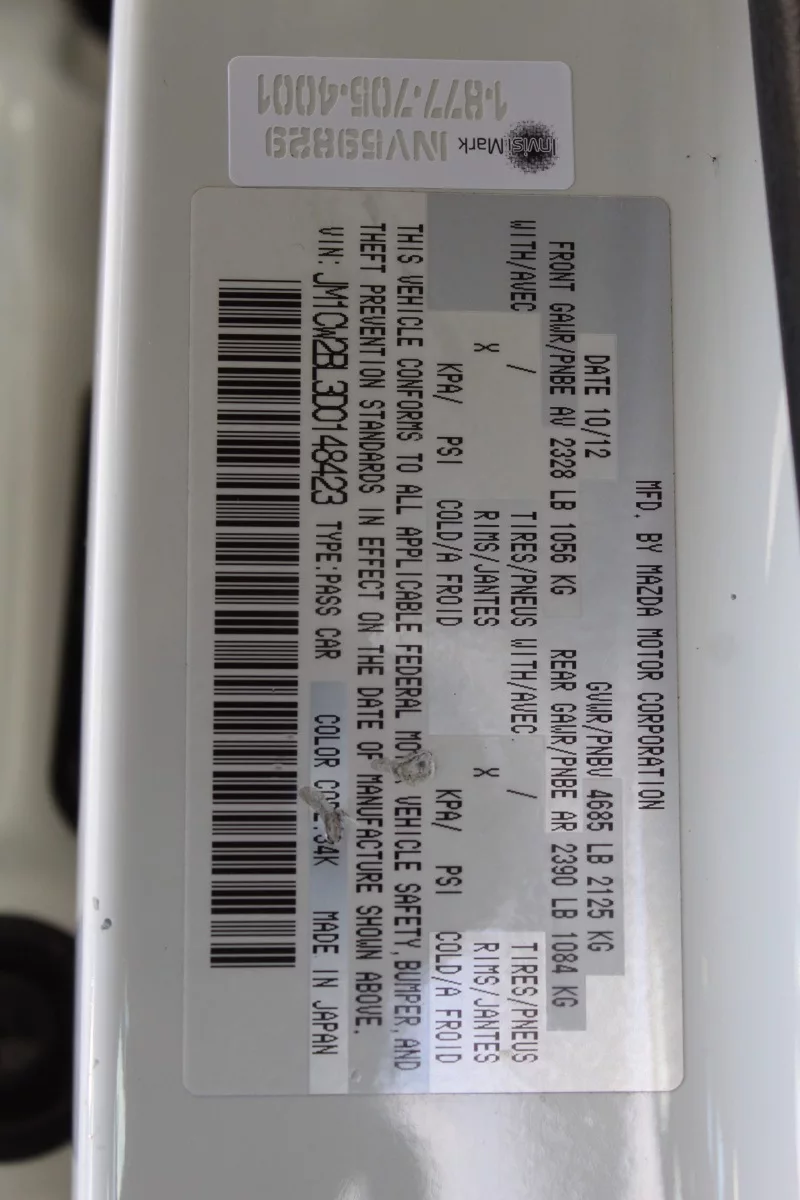 InvisiMark INV59829
1-877-705-4001
MFD. BY MAZDA MOTOR CORPORATION
DATE 10/12 GVWR/PNBV 4685 LB 2125 KG
FRONT GAWR/PNBE AV 2328 LB 1056 KG REAR GAWR/PNBE AR 2390 LB 1084 KG
WITH/AVEC / TIRES/PNEUS WITH/AVEC / TIRES/PNEUS
X RIMS/JANTES X RIMS/JANTES
KPA/ PSI COLD/A FROID KPA/ PSI COLD/A FROID
THIS VEHICLE CONFORMS TO ALL APPLICABLE FEDERAL MOTOR VEHICLE SAFETY, BUMPER, AND
THEFT PREVENTION STANDARDS IN EFFECT ON THE DATE OF MANUFACTURE SHOWN ABOVE.
VIN: JM1CW2BL3D0148423 TYPE:PASS CAR COLOR CODE:34K MADE IN JAPAN